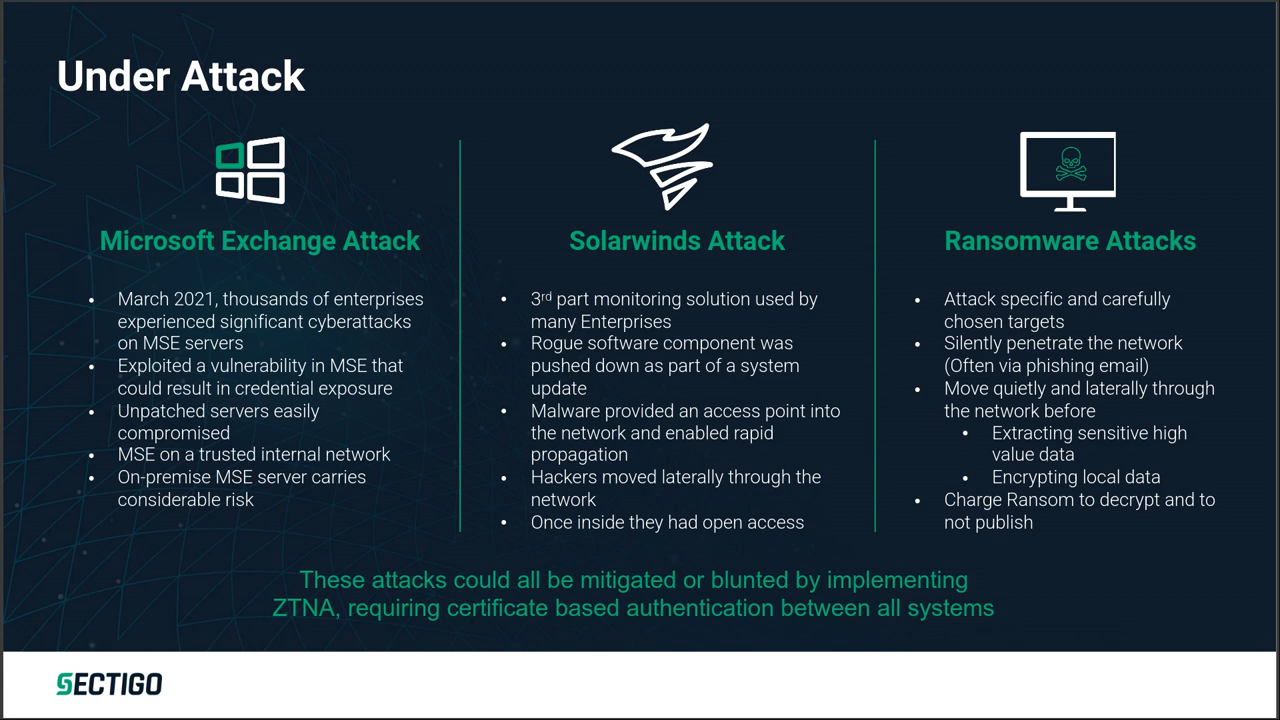 Under Attack
Microsoft Exchange Attack
• March 2021, thousands of enterprises
experienced significant cyberattacks
on MSE servers
• Exploited a vulnerability in MSE that
could result in credential exposure
• Unpatched servers easily
compromised
• MSE on a trusted internal network
• On-premise MSE server carries
considerable risk
Solarwinds Attack
• 3rd part monitoring solution used by
many Enterprises
• Rogue software component was
pushed down as part of a system
update
• Malware provided an access point into
the network and enabled rapid
propagation
• Hackers moved laterally through the
network
• Once inside they had open access
Ransomware Attacks
• Attack specific and carefully
chosen targets
• Silently penetrate the network
(Often via phishing email)
• Move quietly and laterally through
the network before
• Extracting sensitive high
value data
• Encrypting local data
• Charge Ransom to decrypt and to
not publish
These attacks could all be mitigated or blunted by implementing
ZTNA, requiring certificate based authentication between all systems
SECTIGO